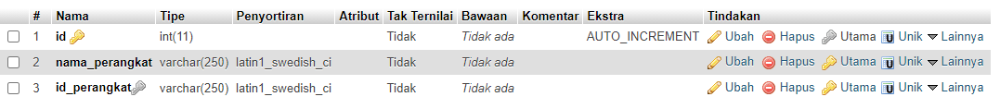 # Nama Tipe Penyortiran Atribut Tak Ternilai Bawaan Komentar Ekstra Tindakan
1 id int(11) Tidak Tidak ada AUTO_INCREMENT Ubah Hapus Utama Unik Lainnya
2 nama_perangkat varchar(250) latin1_swedish_ci Tidak Tidak ada Ubah Hapus Utama Unik Lainnya
3 id_perangkat varchar(250) latin1_swedish_ci Tidak Tidak ada Ubah Hapus Utama Unik Lainnya